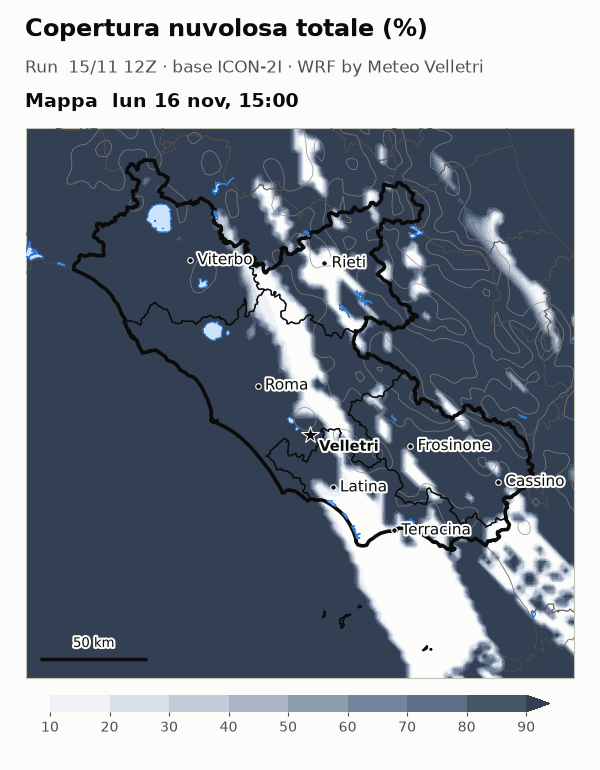 Copertura nuvolosa totale (%)
Run 15/11 12Z · base ICON-2I · WRF by Meteo Velletri
Mappa lun 16 nov, 15:00
Viterbo
Rieti
Roma
Velletri
Frosinone
Cassino
Latina
Terracina
50 km
10 20 30 40 50 60 70 80 90